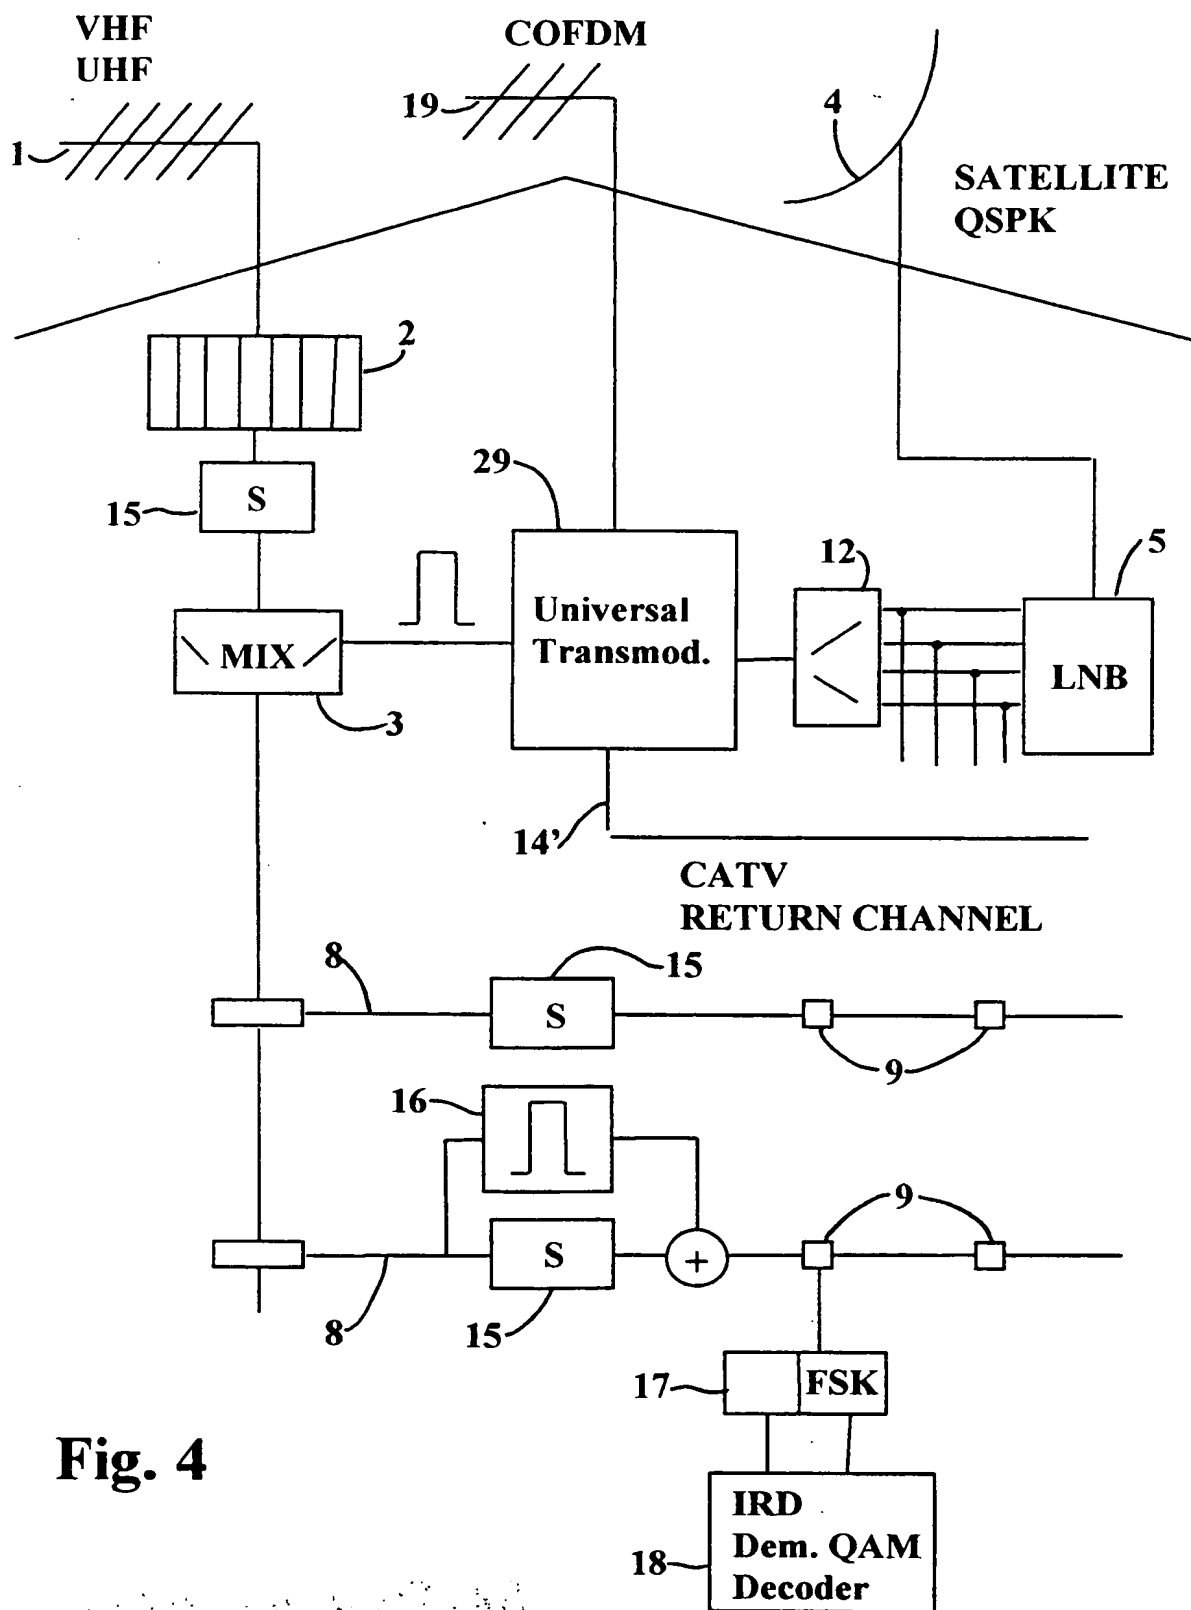 VHF
UHF
COFDM
19
4
1
SATELLITE
QSPK
2
29
S
15
12
5
Universal
Transmod.
MIX
LNB
3
14’
CATV
RETURN CHANNEL
8
15
S
9
16
9
S
+
8
15
17
FSK
Fig. 4
IRD
Dem. QAM
Decoder
18